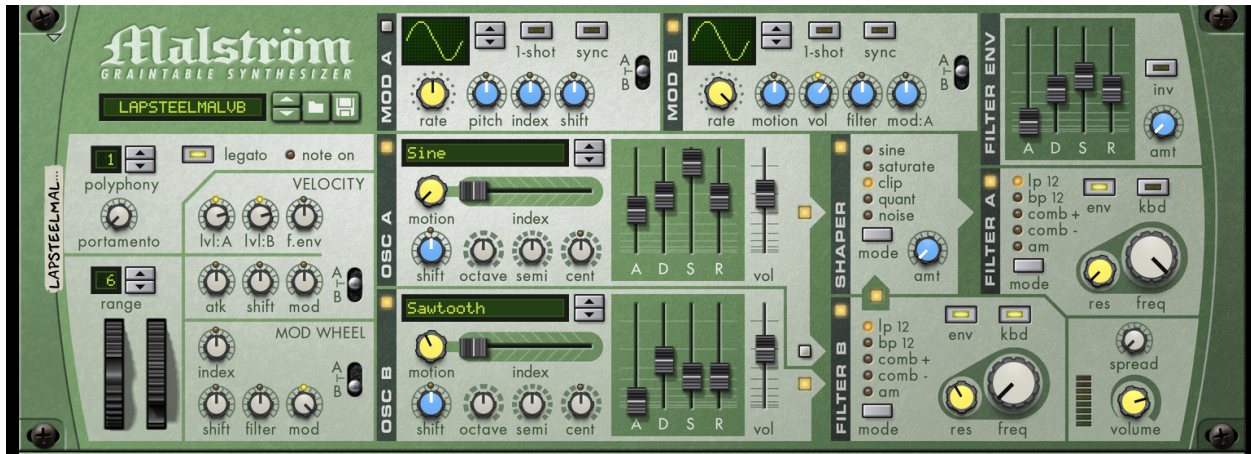 Malström
GRAINTABLE SYNTHESIZER
LAPSTEELMALVB
LAPSTEELMAL...
1
polyphony
legato
note on
portamento
VELOCITY
lvl:A lvl:B f.env
6
range
atk shift mod
A
B
MOD WHEEL
index
A
B
shift filter mod
MOD A
1-shot sync
A
B
rate pitch index shift
MOD B
1-shot sync
A
B
rate motion vol filter mod:A
FILTER ENV
inv
A D S R amt
OSC A
Sine
motion index
shift octave semi cent
A D S R vol
OSC B
Sawtooth
motion index
shift octave semi cent
A D S R vol
SHAPER
sine
saturate
clip
quant
noise
mode amt
FILTER A
lp 12
bp 12
comb +
comb -
am
mode
env kbd
res freq
FILTER B
lp 12
bp 12
comb +
comb -
am
mode
env kbd
res freq
spread
volume